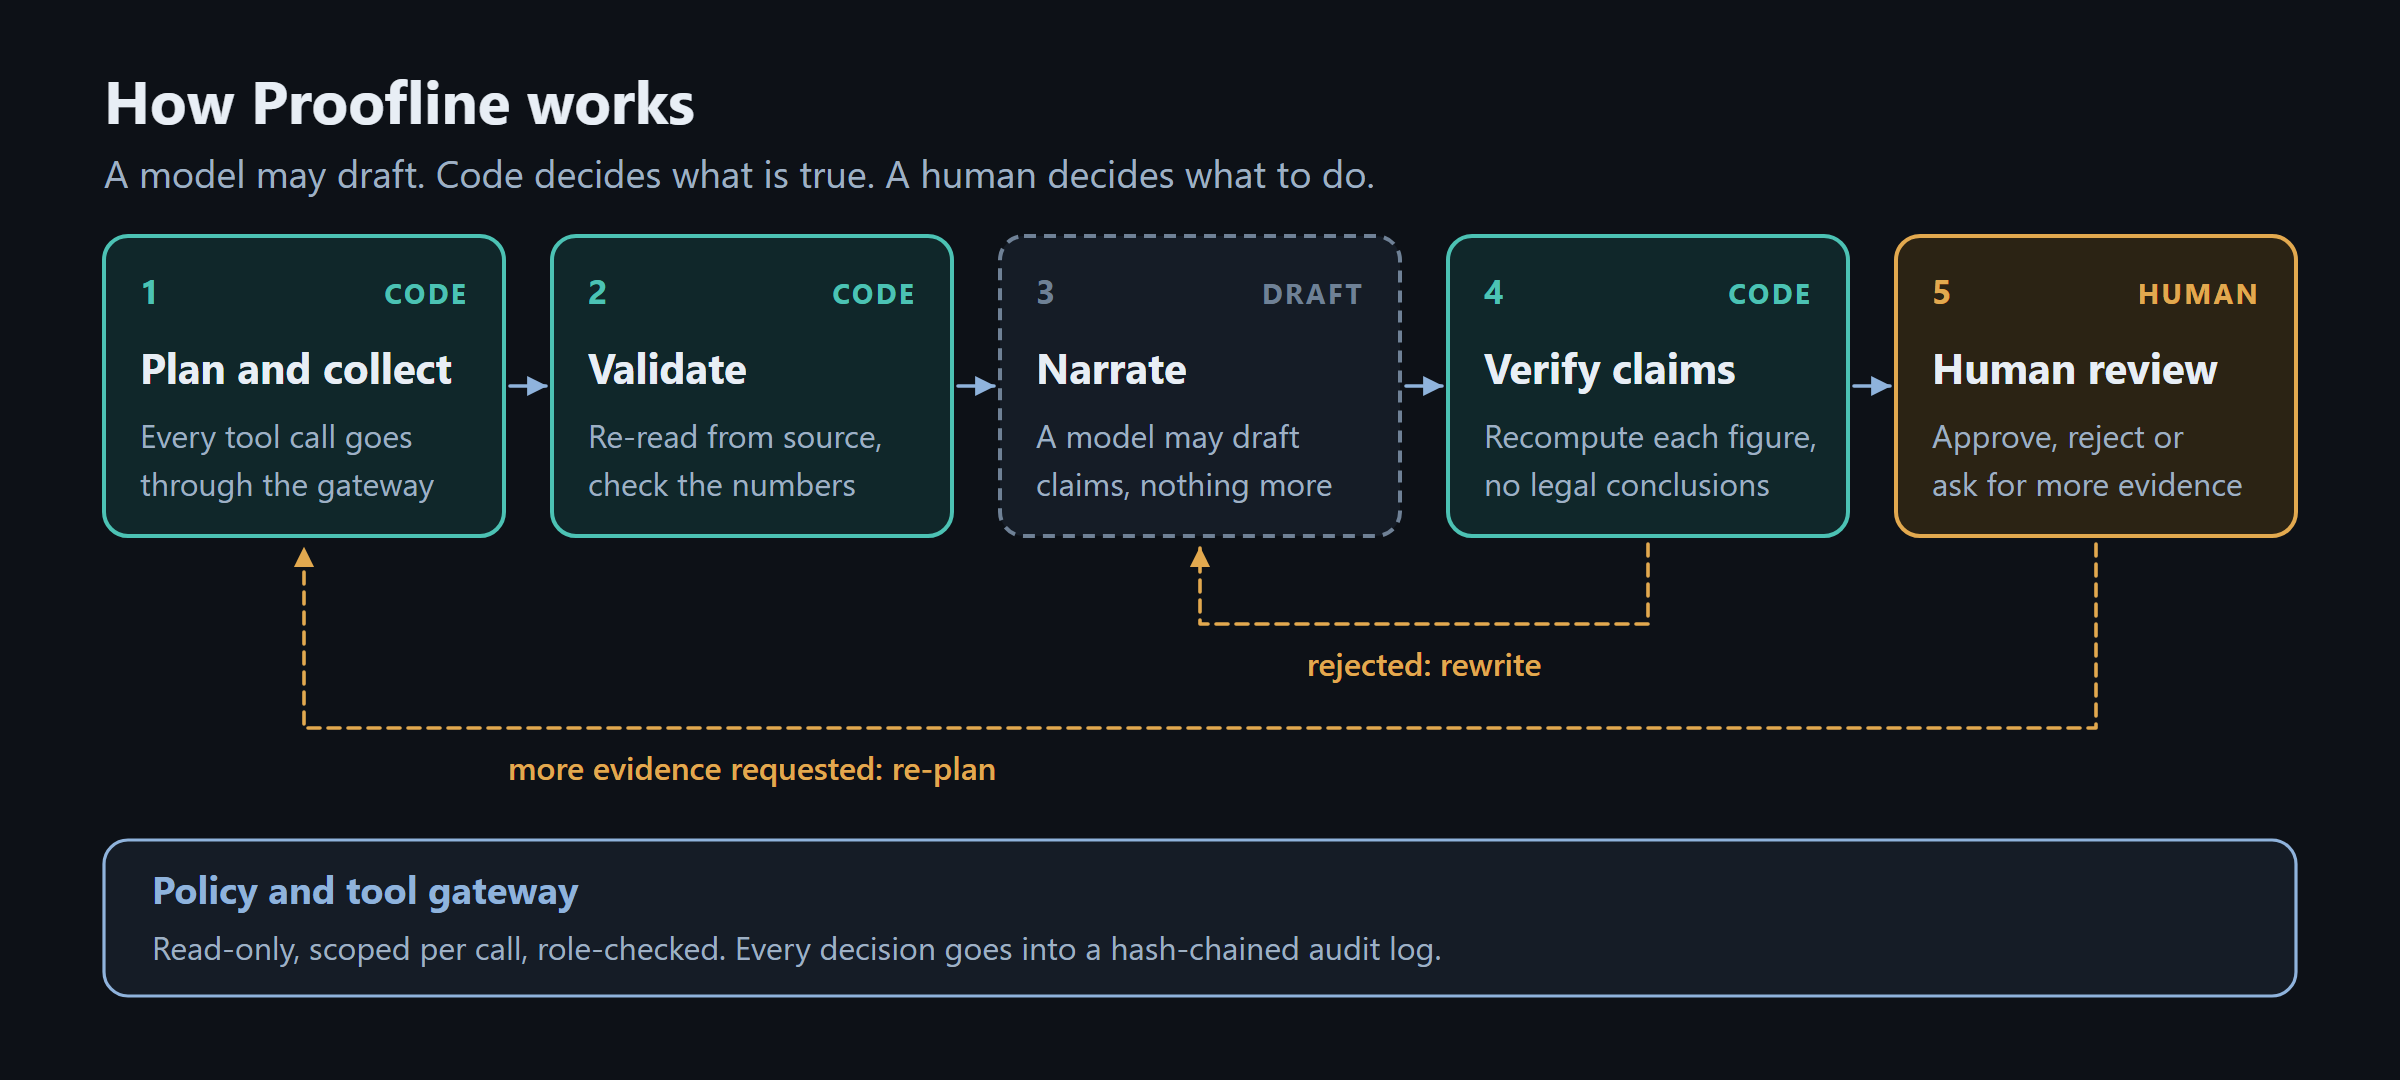 How Proofline works
A model may draft. Code decides what is true. A human decides what to do.
1
CODE
Plan and collect
Every tool call goes
through the gateway
2
CODE
Validate
Re-read from source,
check the numbers
3
DRAFT
Narrate
A model may draft
claims, nothing more
4
CODE
Verify claims
Recompute each figure,
no legal conclusions
5
HUMAN
Human review
Approve, reject or
ask for more evidence
rejected: rewrite
more evidence requested: re-plan
Policy and tool gateway
Read-only, scoped per call, role-checked. Every decision goes into a hash-chained audit log.